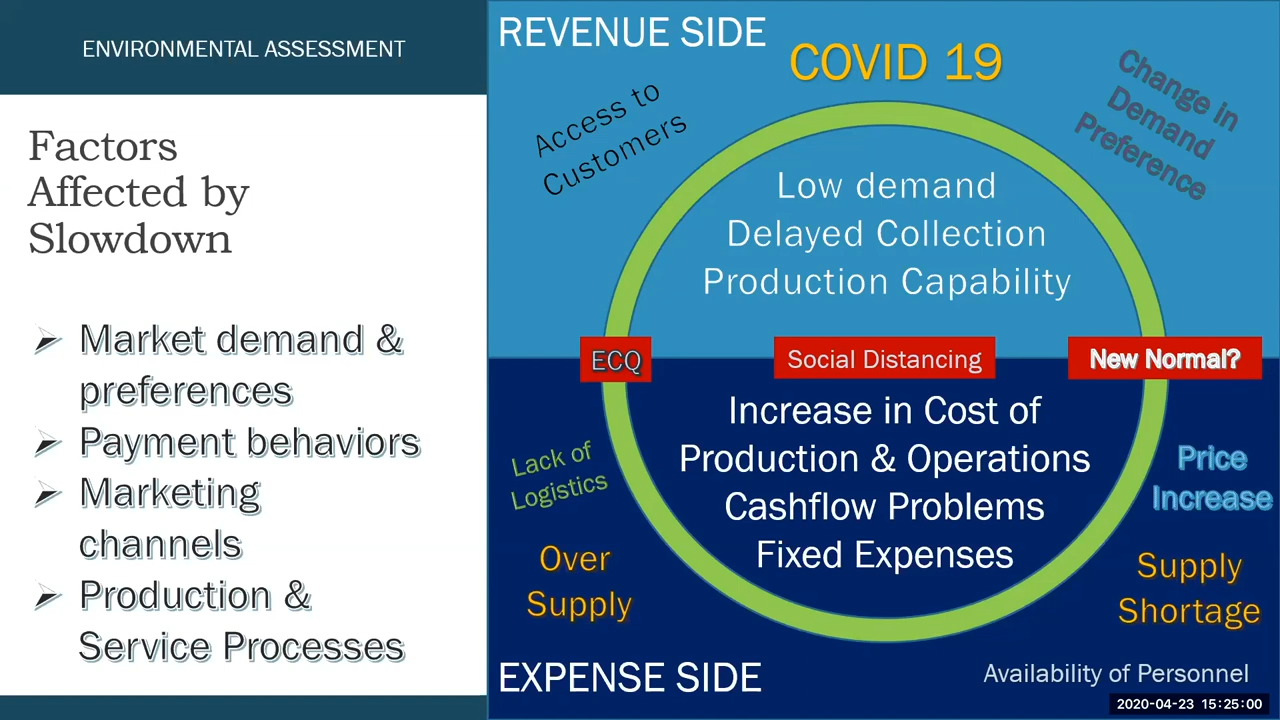 ENVIRONMENTAL ASSESSMENT
Factors
Affected by
Slowdown
Market demand &
preferences
Payment behaviors
Marketing
channels
Production &
Service Processes
REVENUE SIDE
COVID 19
Access to
Customers
Change in
Demand
Preference
Low demand
Delayed Collection
Production Capability
ECQ
Social Distancing
New Normal?
Increase in Cost of
Production & Operations
Cashflow Problems
Fixed Expenses
Lack of
Logistics
Price
Increase
Over
Supply
Supply
Shortage
EXPENSE SIDE
Availability of Personnel
2020-04-23 15:25:00